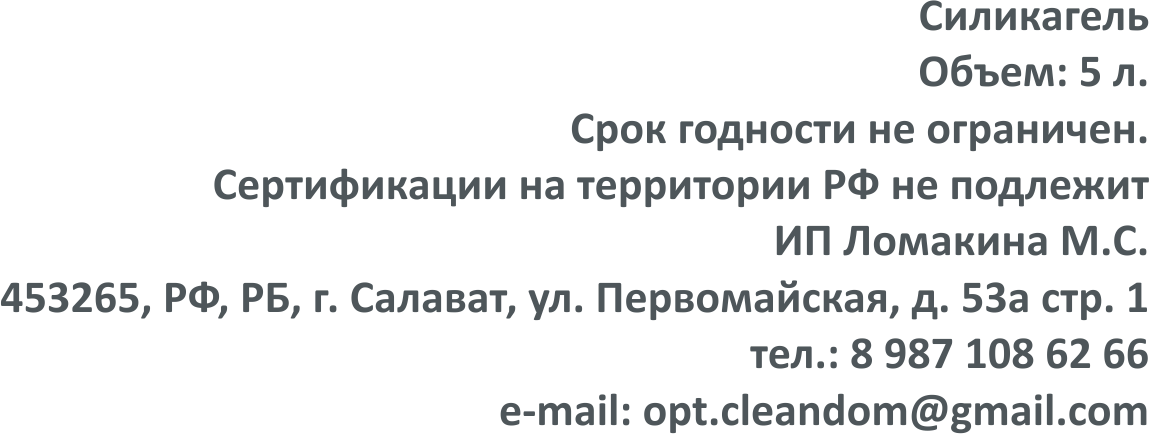 Силикагель
Объем: 5 л.
Срок годности не ограничен.
Сертификации на территории РФ не подлежит
ИП Ломакина М.С.
453265, РФ, РБ, г. Салават, ул. Первомайская, д. 53а стр. 1
тел.: 8 987 108 62 66
e-mail: opt.cleandom@gmail.com